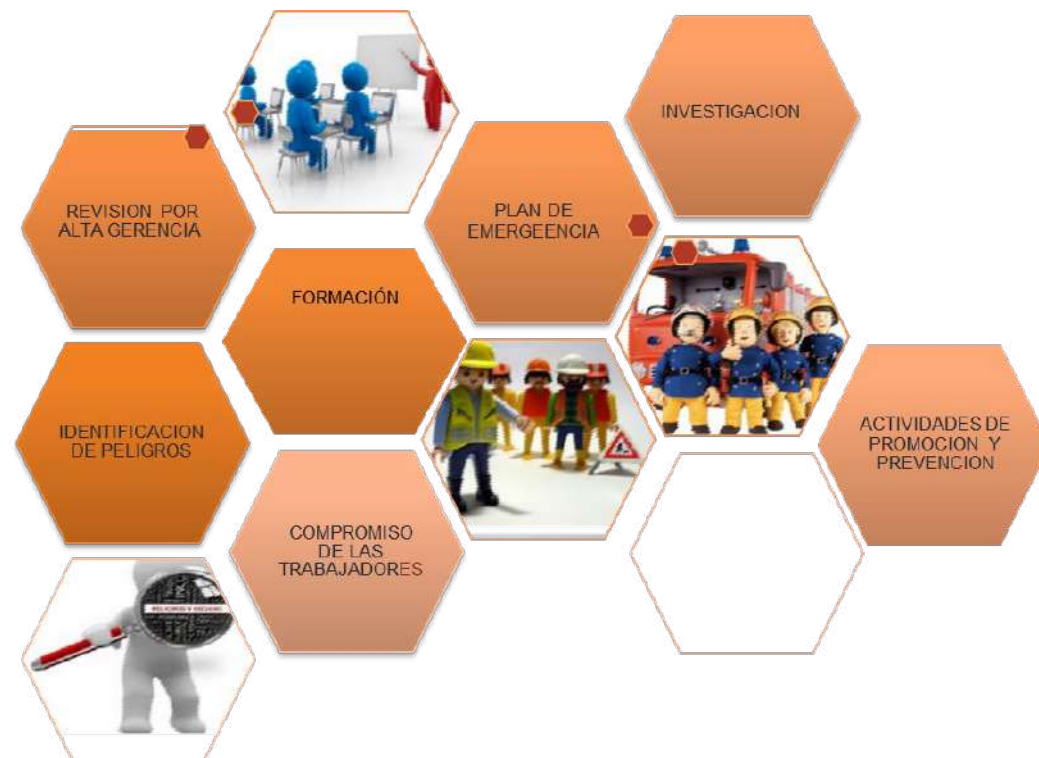 INVESTIGACION
REVISION POR
ALTA GERENCIA
PLAN DE
EMERGEENCIA
FORMACIÓN
IDENTIFICACION
DE PELIGROS
ACTIVIDADES DE
PROMOCION Y
PREVENCION
COMPROMISO
DE LAS
TRABAJADORES